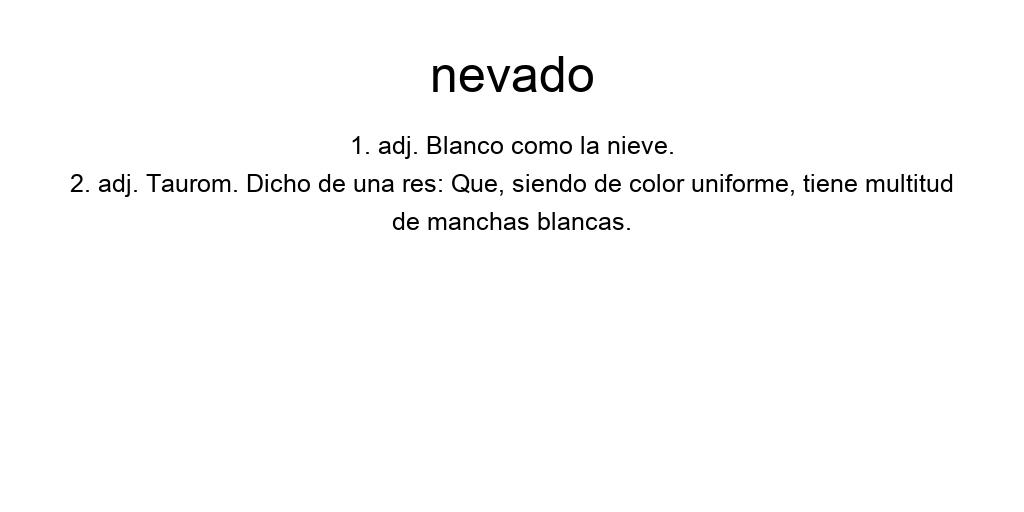 nevado
1. adj. Blanco como la nieve.
2. adj. Taurom. Dicho de una res: Que, siendo de color uniforme, tiene multitud
de manchas blancas.